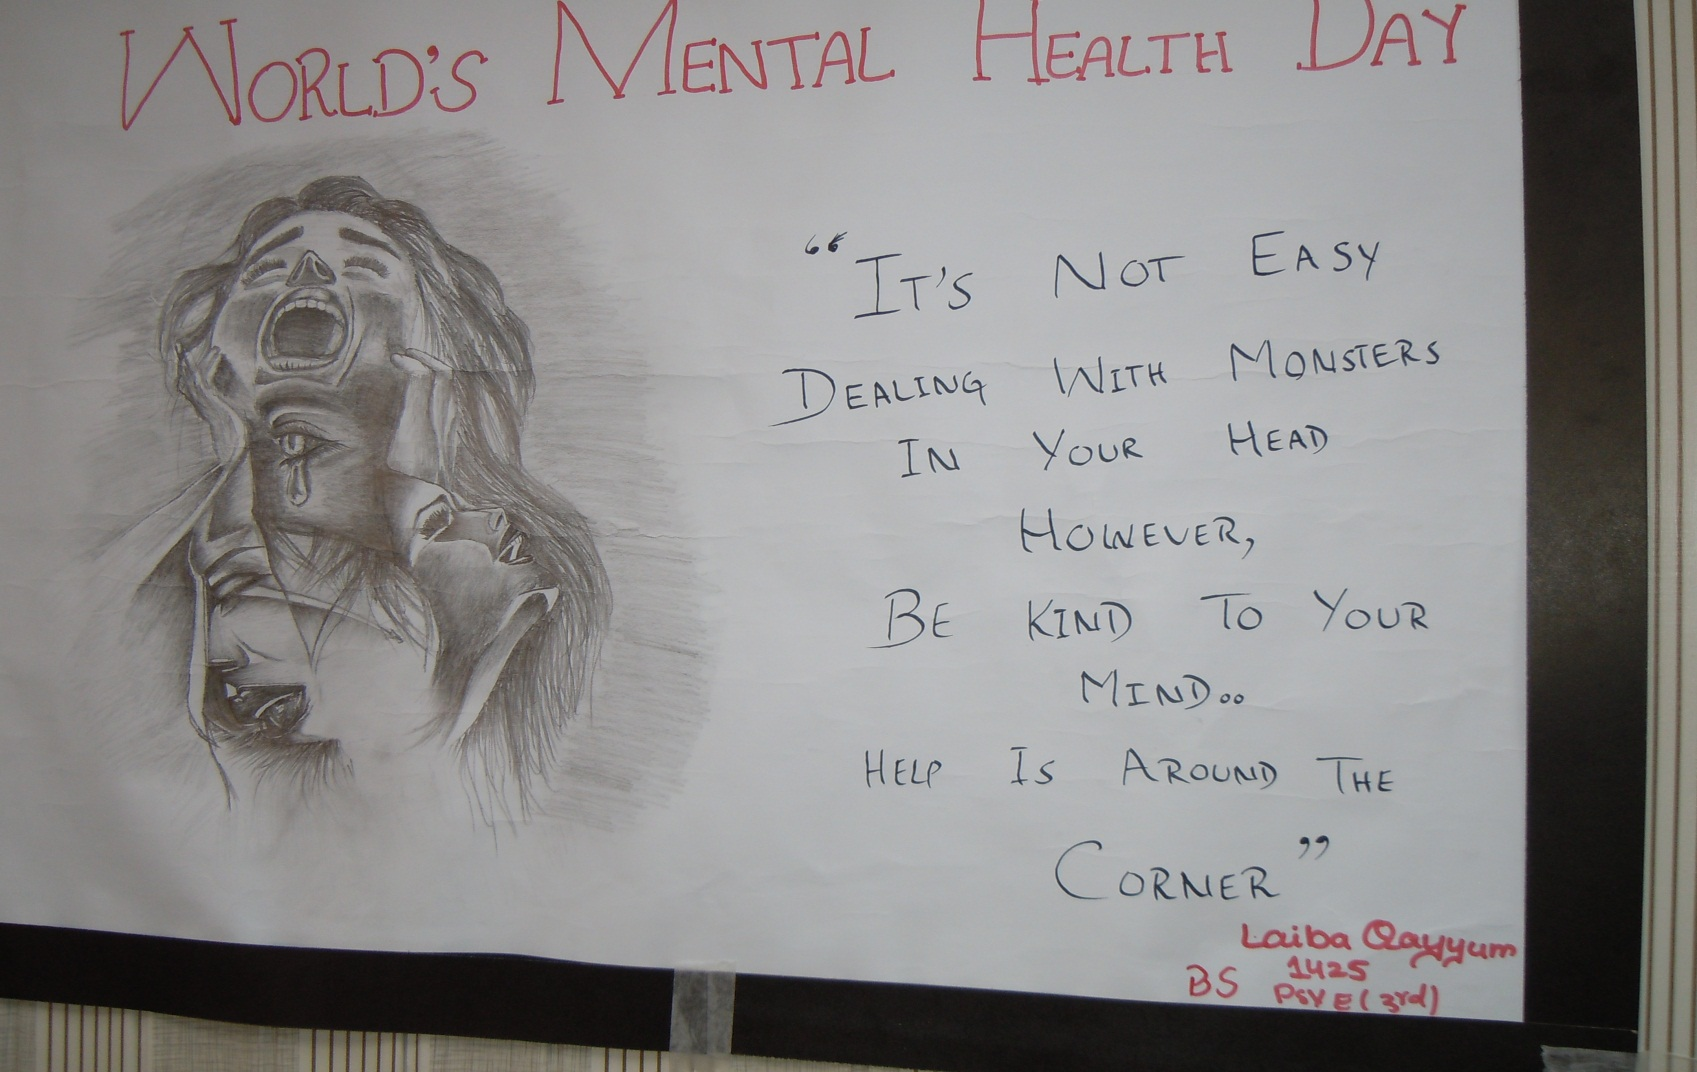 WORLD'S MENTAL HEALTH DAY
“IT'S NOT EASY
DEALING WITH MONSTERS
IN YOUR HEAD
HOWEVER,
BE KIND TO YOUR
MIND..
HELP IS AROUND THE
CORNER”
Laiba Qayyum
1425
BS PSY E (3rd)